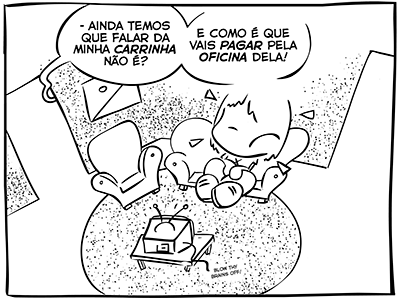 - AINDA TEMOS
QUE FALAR DA
MINHA CARRINHA
NÃO É?
E COMO É QUE
VAIS PAGAR PELA
OFICINA DELA!
BLOW THY
BRAINS OFF!